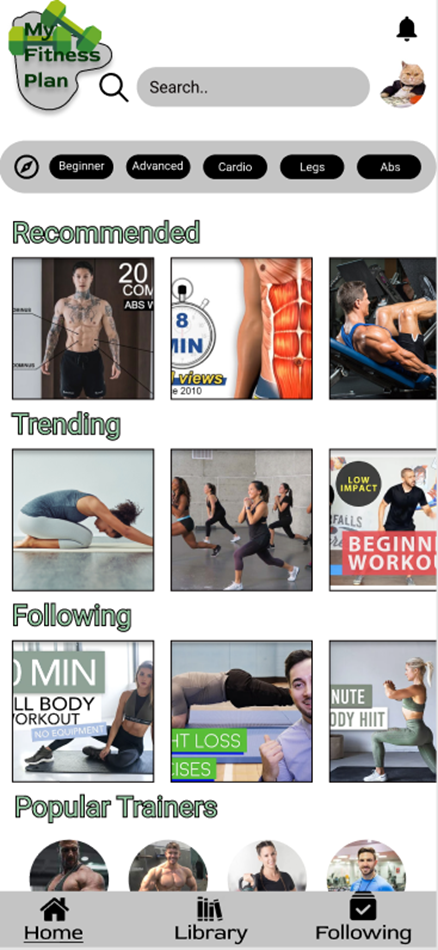 My
Fitness
Plan
Search..
Beginner
Advanced
Cardio
Legs
Abs
Recommended
20
COM
ABS W
8
MIN
views
e 2010
Trending
LOW
IMPACT
BEGINN
WORKOU
Following
0 MIN
LL BODY
WORKOUT
NO EQUIPMENT
HT LOSS
CISES
NUTE
ODY HIIT
Popular Trainers
Home
Library
Following